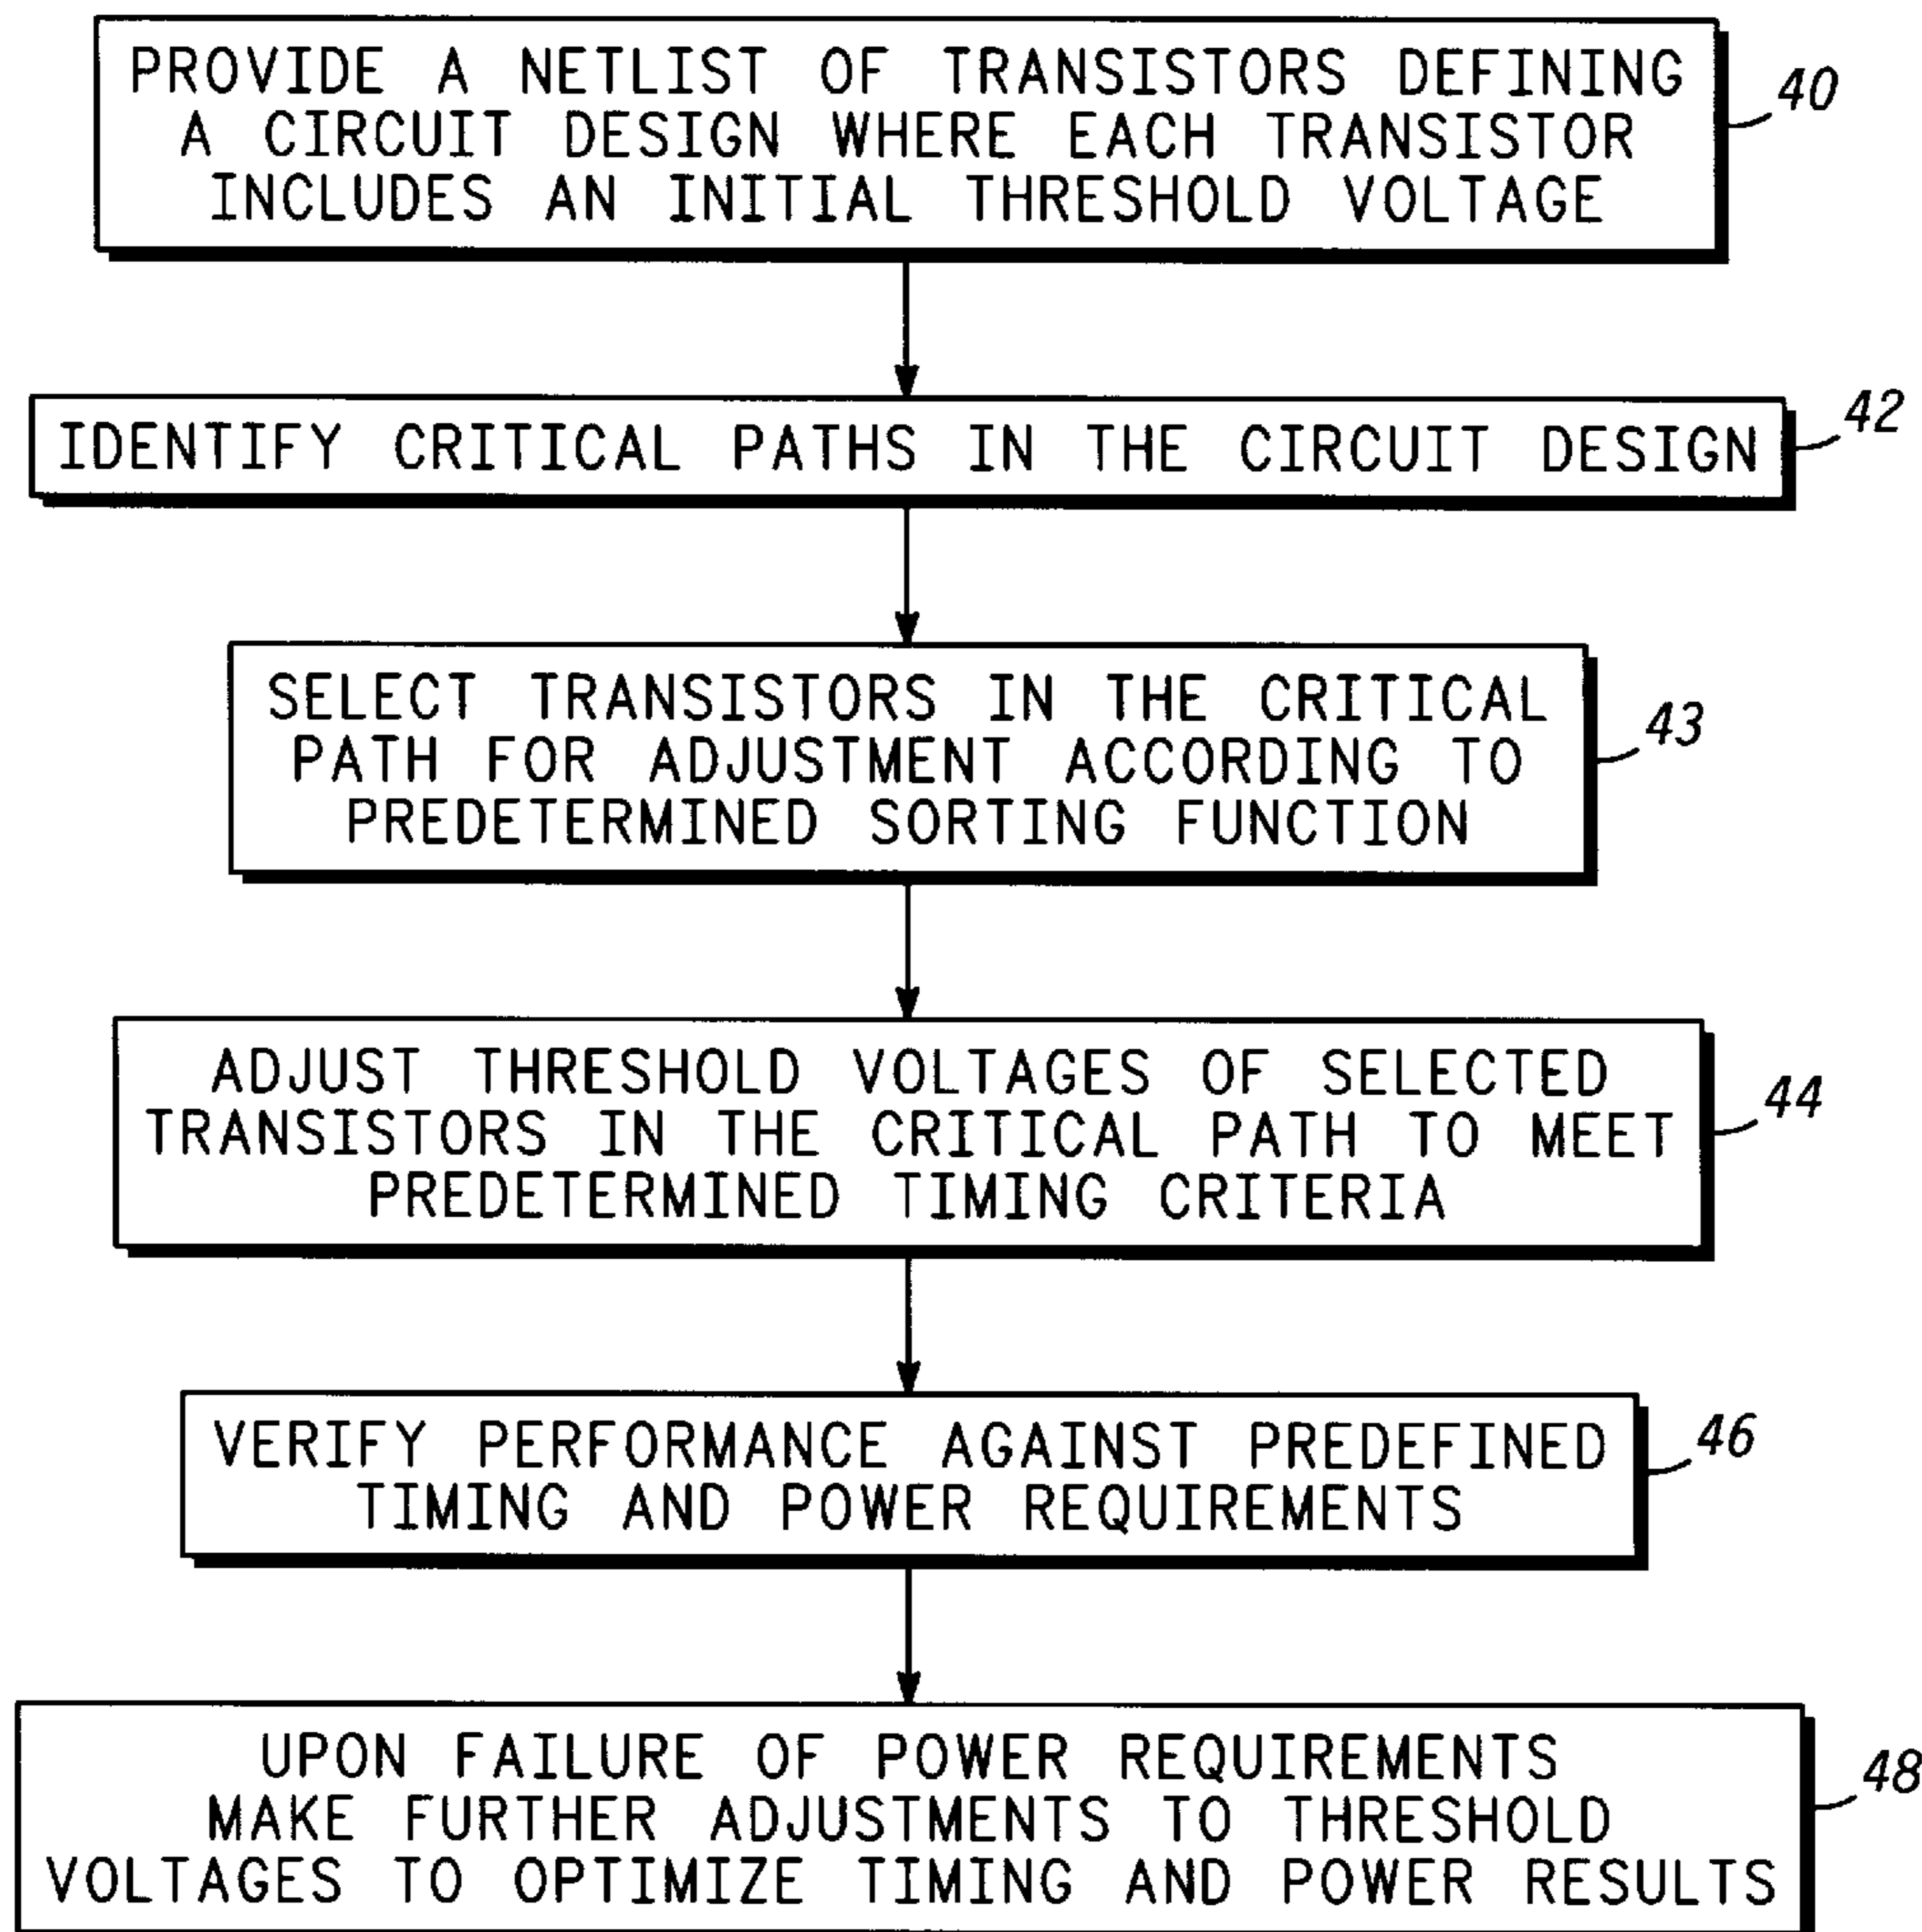 PROVIDE A NETLIST OF TRANSISTORS DEFINING
A CIRCUIT DESIGN WHERE EACH TRANSISTOR
INCLUDES AN INITIAL THRESHOLD VOLTAGE
40
IDENTIFY CRITICAL PATHS IN THE CIRCUIT DESIGN
42
SELECT TRANSISTORS IN THE CRITICAL
PATH FOR ADJUSTMENT ACCORDING TO
PREDETERMINED SORTING FUNCTION
43
ADJUST THRESHOLD VOLTAGES OF SELECTED
TRANSISTORS IN THE CRITICAL PATH TO MEET
PREDETERMINED TIMING CRITERIA
44
VERIFY PERFORMANCE AGAINST PREDEFINED
TIMING AND POWER REQUIREMENTS
46
UPON FAILURE OF POWER REQUIREMENTS
MAKE FURTHER ADJUSTMENTS TO THRESHOLD
VOLTAGES TO OPTIMIZE TIMING AND POWER RESULTS
48